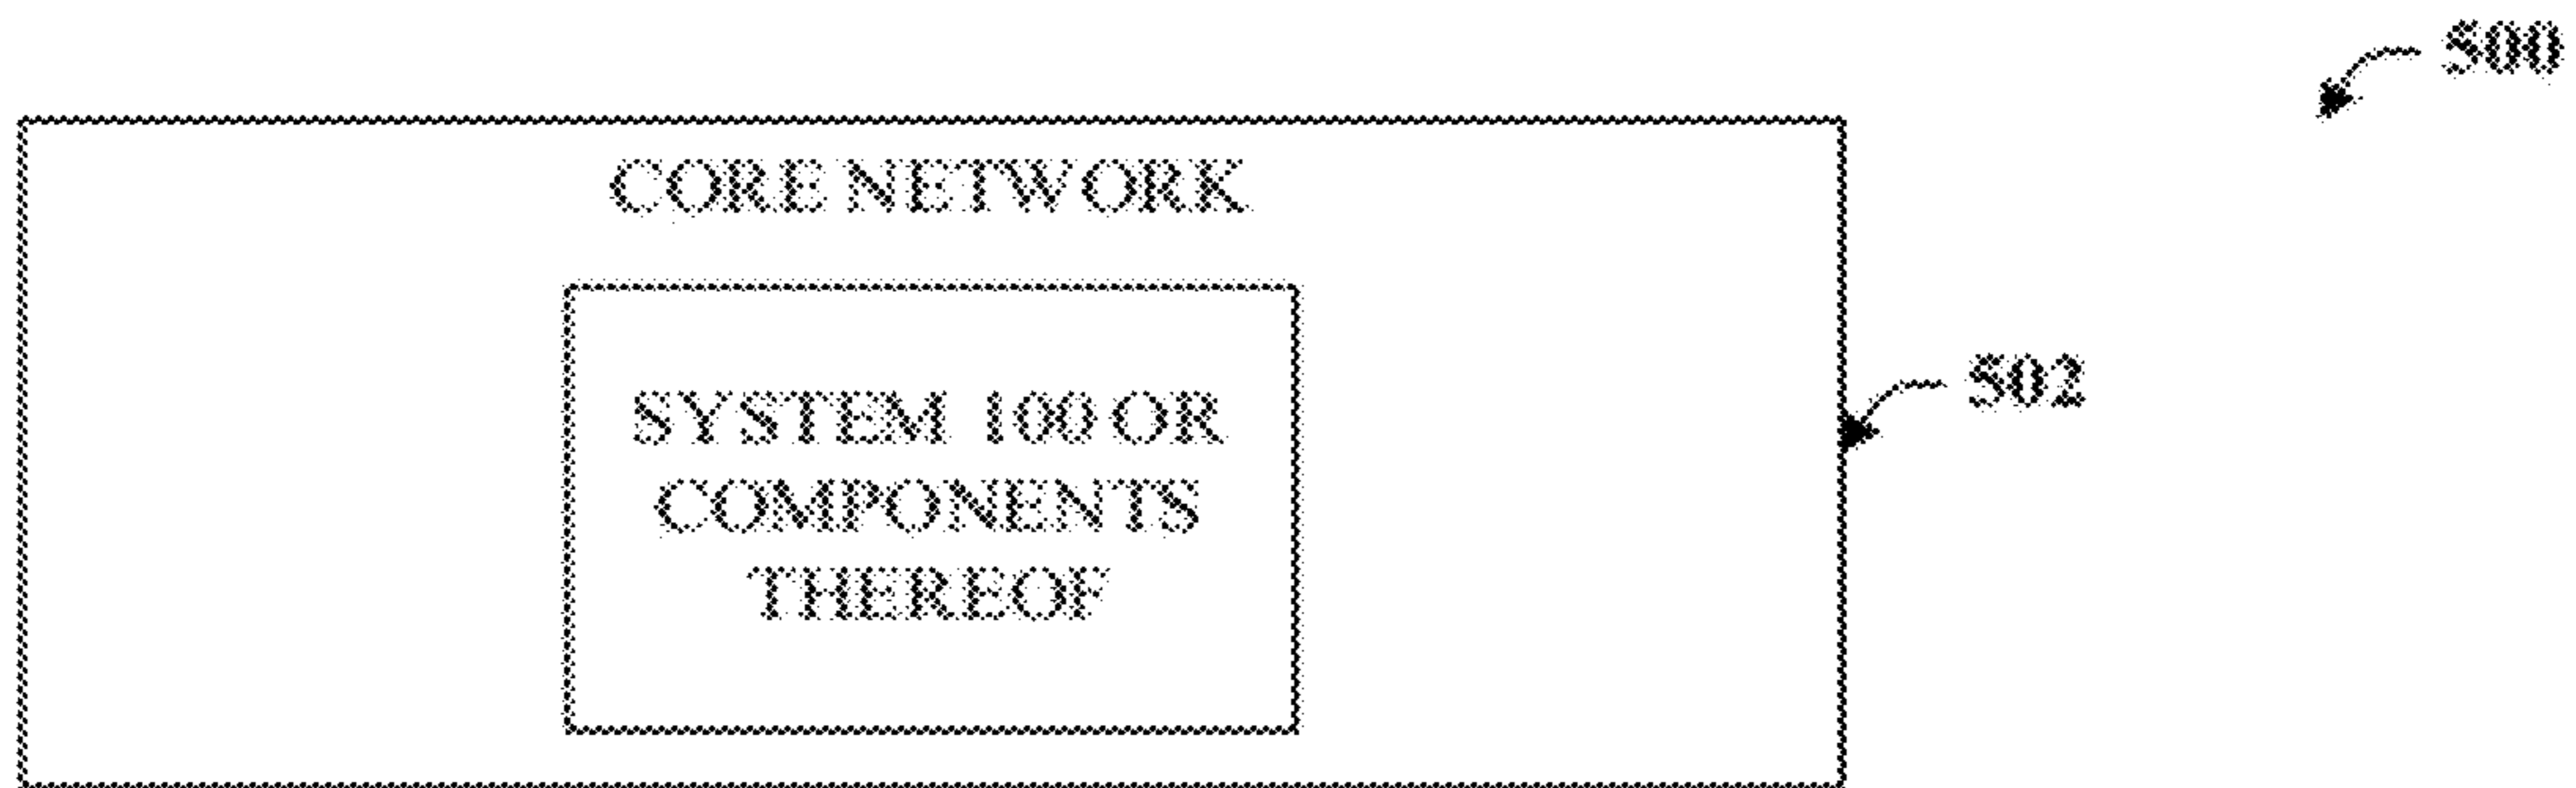 500
CORE NETWORK
502
SYSTEM 100 OR
COMPONENTS
THEREOF